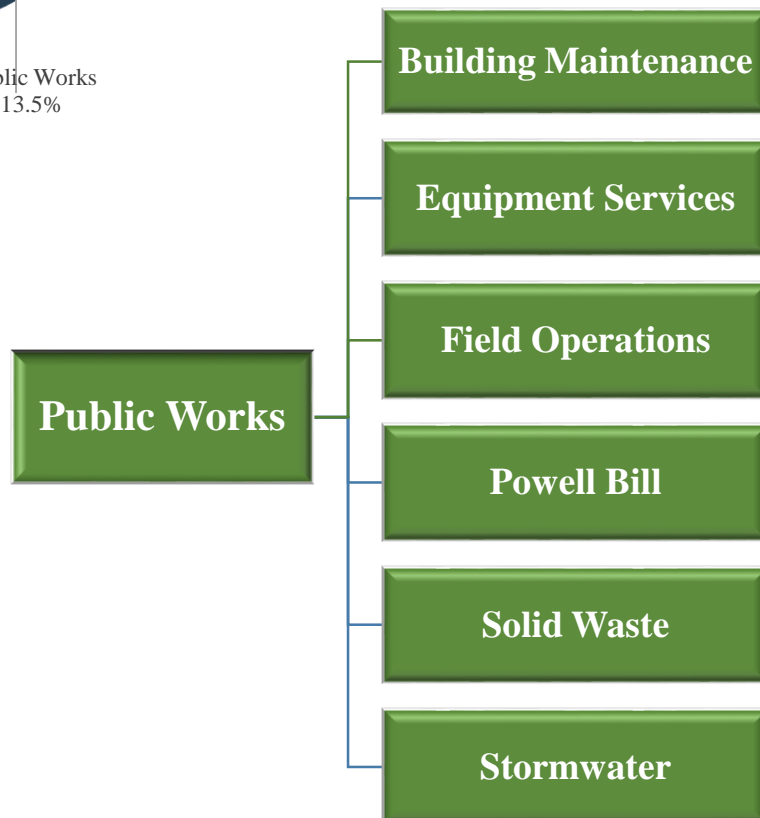 blic Works
13.5%
Building Maintenance
Equipment Services
Field Operations
Public Works
Powell Bill
Solid Waste
Stormwater